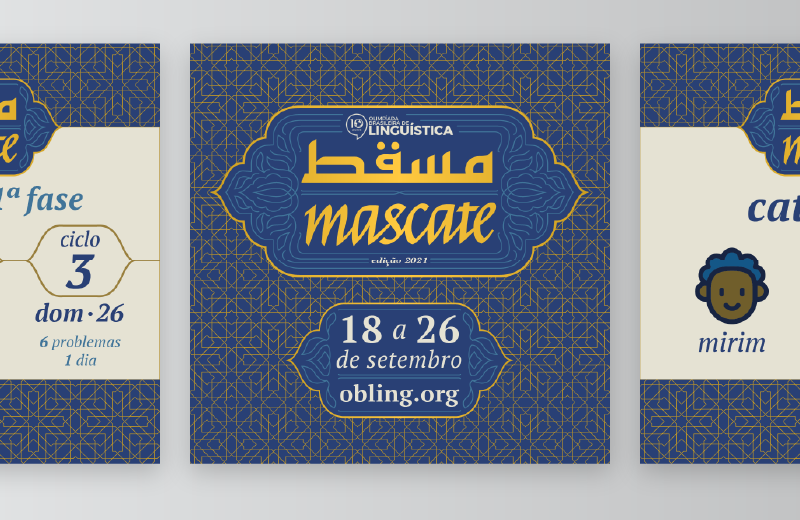 1ª fase
ciclo
3
dom·26
6 problemas
1 dia
OLIMPÍADA
BRASILEIRA DE
LINGUÍSTICA
مسقط
mascate
edição 2021
18 a 26
de setembro
obling.org
mirim